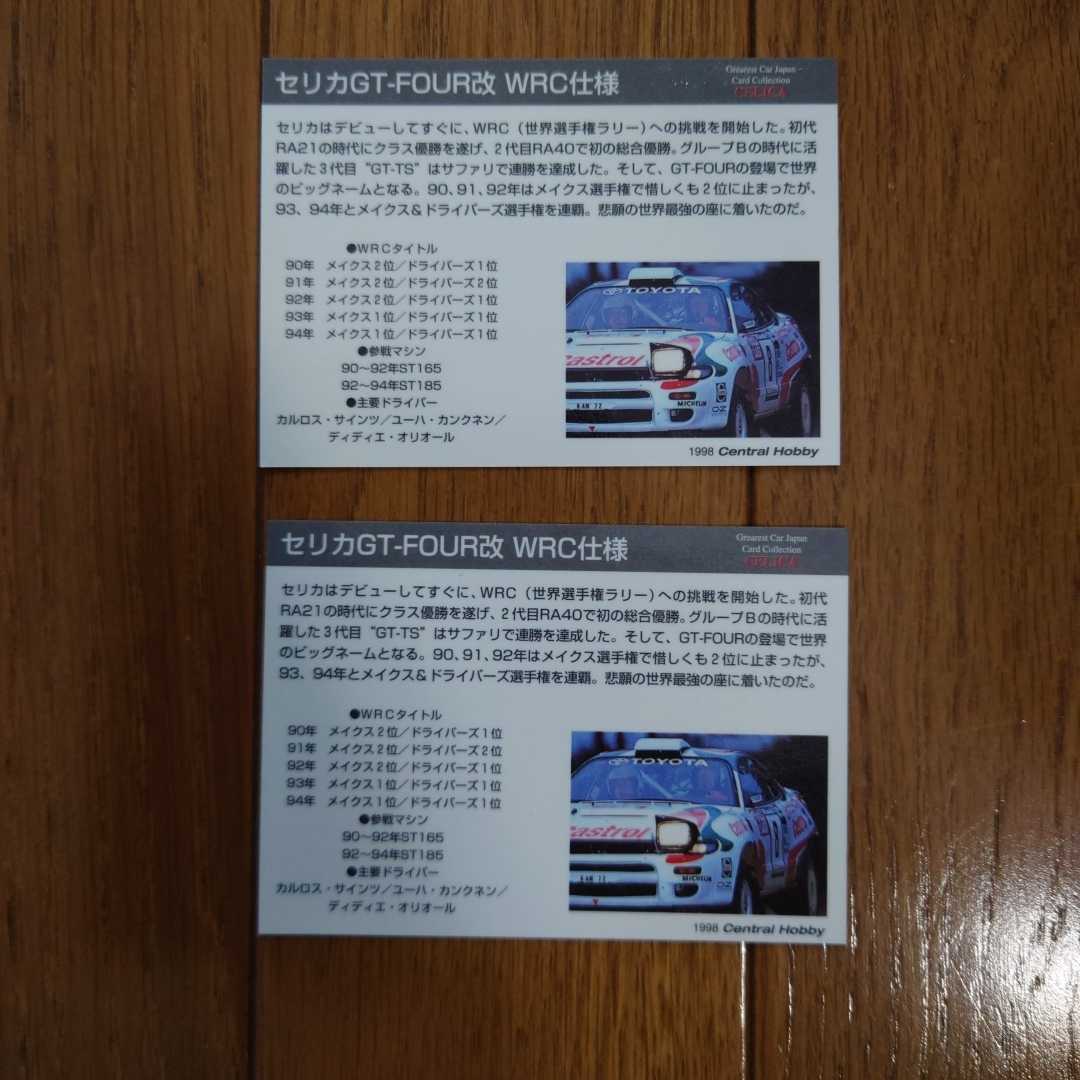 セリカGT-FOUR改 WRC仕様
Grearest Car Japan
Card Collection
CELICA
セリカはデビューしてすぐに、WRC（世界選手権ラリー）への挑戦を開始した。初代
RA21の時代にクラス優勝を遂げ、2代目RA40で初の総合優勝。グループBの時代に活
躍した3代目“GT-TS”はサファリで連勝を達成した。そして、GT-FOURの登場で世界
のビッグネームとなる。90、91、92年はメイクス選手権で惜しくも2位に止まったが、
93、94年とメイクス&ドライバーズ選手権を連覇。悲願の世界最強の座に着いたのだ。
●WRCタイトル
90年 メイクス2位／ドライバーズ1位
91年 メイクス2位／ドライバーズ2位
92年 メイクス2位／ドライバーズ1位
93年 メイクス1位／ドライバーズ1位
94年 メイクス1位／ドライバーズ1位
●参戦マシン
90〜92年ST165
92〜94年ST185
●主要ドライバー
カルロス・サインツ／ユーハ・カンクネン／
ディディエ・オリオール
TOYOTA
Castrol
MICHELIN
OZ
1998 Central Hobby
セリカGT-FOUR改 WRC仕様
Grearest Car Japan
Card Collection
CELICA
セリカはデビューしてすぐに、WRC（世界選手権ラリー）への挑戦を開始した。初代
RA21の時代にクラス優勝を遂げ、2代目RA40で初の総合優勝。グループBの時代に活
躍した3代目“GT-TS”はサファリで連勝を達成した。そして、GT-FOURの登場で世界
のビッグネームとなる。90、91、92年はメイクス選手権で惜しくも2位に止まったが、
93、94年とメイクス&ドライバーズ選手権を連覇。悲願の世界最強の座に着いたのだ。
●WRCタイトル
90年 メイクス2位／ドライバーズ1位
91年 メイクス2位／ドライバーズ2位
92年 メイクス2位／ドライバーズ1位
93年 メイクス1位／ドライバーズ1位
94年 メイクス1位／ドライバーズ1位
●参戦マシン
90〜92年ST165
92〜94年ST185
●主要ドライバー
カルロス・サインツ／ユーハ・カンクネン／
ディディエ・オリオール
TOYOTA
Castrol
MICHELIN
OZ
1998 Central Hobby